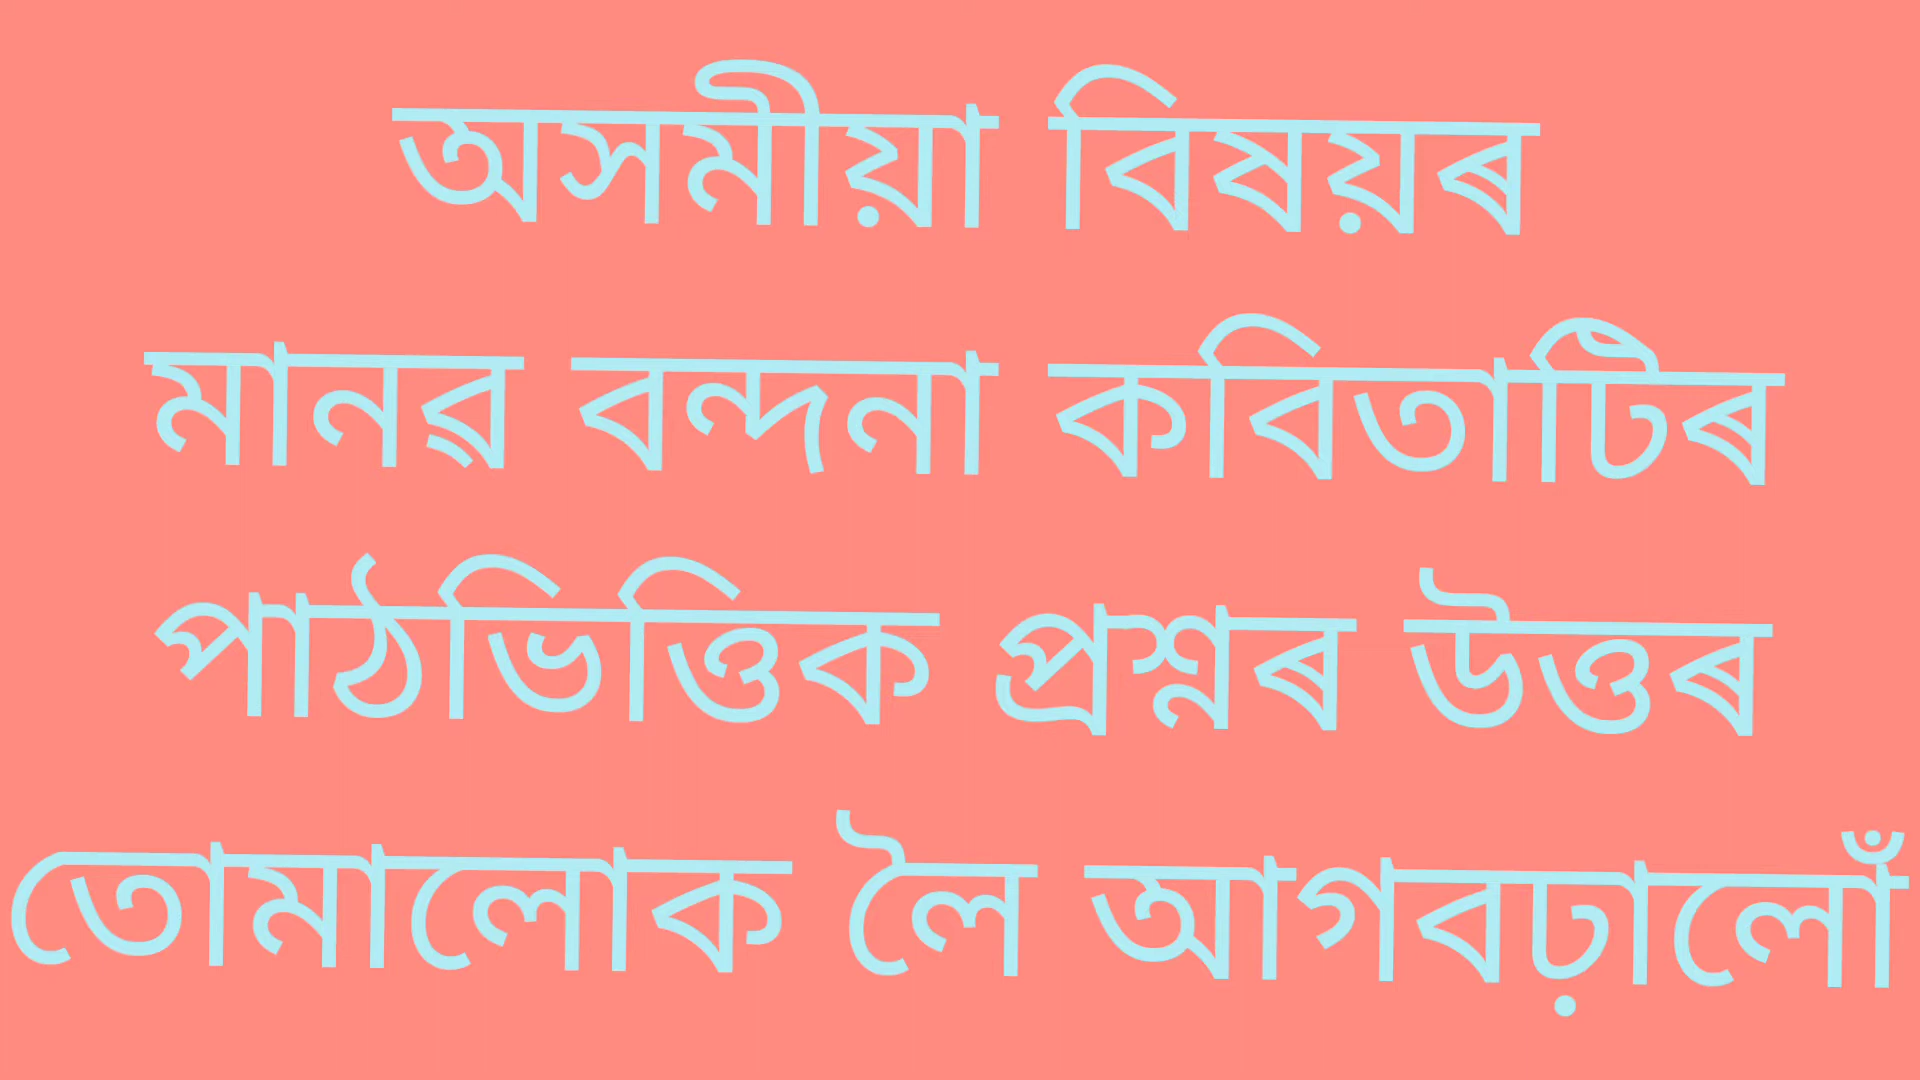 অসমীয়া বিষয়ৰ
মানৱ বন্দনা কবিতাটিৰ
পাঠভিত্তিক প্ৰশ্নৰ উত্তৰ
তোমালোক লৈ আগবঢ়ালোঁ